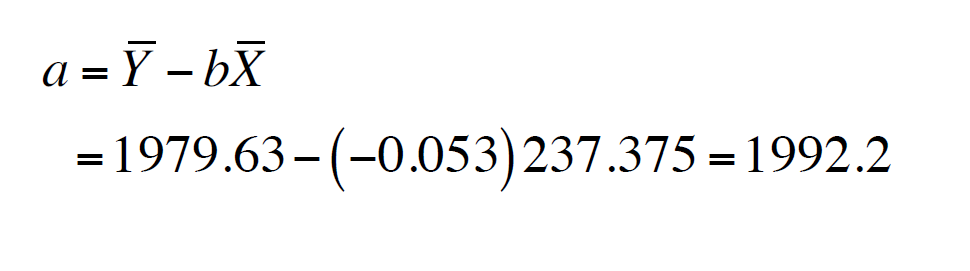 a = Y̅ − bX̅
= 1979.63 − (−0.053) 237.375 = 1992.2